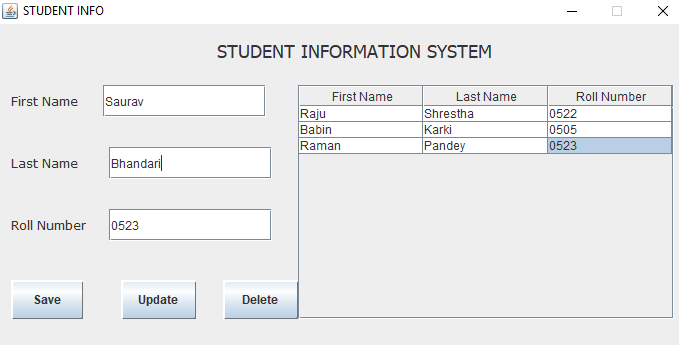 STUDENT INFO
STUDENT INFORMATION SYSTEM
First Name Saurav
Last Name Bhandari
Roll Number 0523
Save Update Delete
First Name Last Name Roll Number
Raju Shrestha 0522
Babin Karki 0505
Raman Pandey 0523